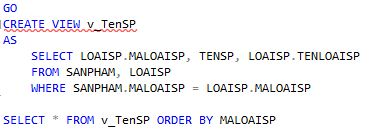 GO
CREATE VIEW v_TenSP
AS
SELECT LOAISP.MALOAISP, TENSP, LOAISP.TENLOAISP
FROM SANPHAM, LOAISP
WHERE SANPHAM.MALOAISP = LOAISP.MALOAISP
SELECT * FROM v_TenSP ORDER BY MALOAISP